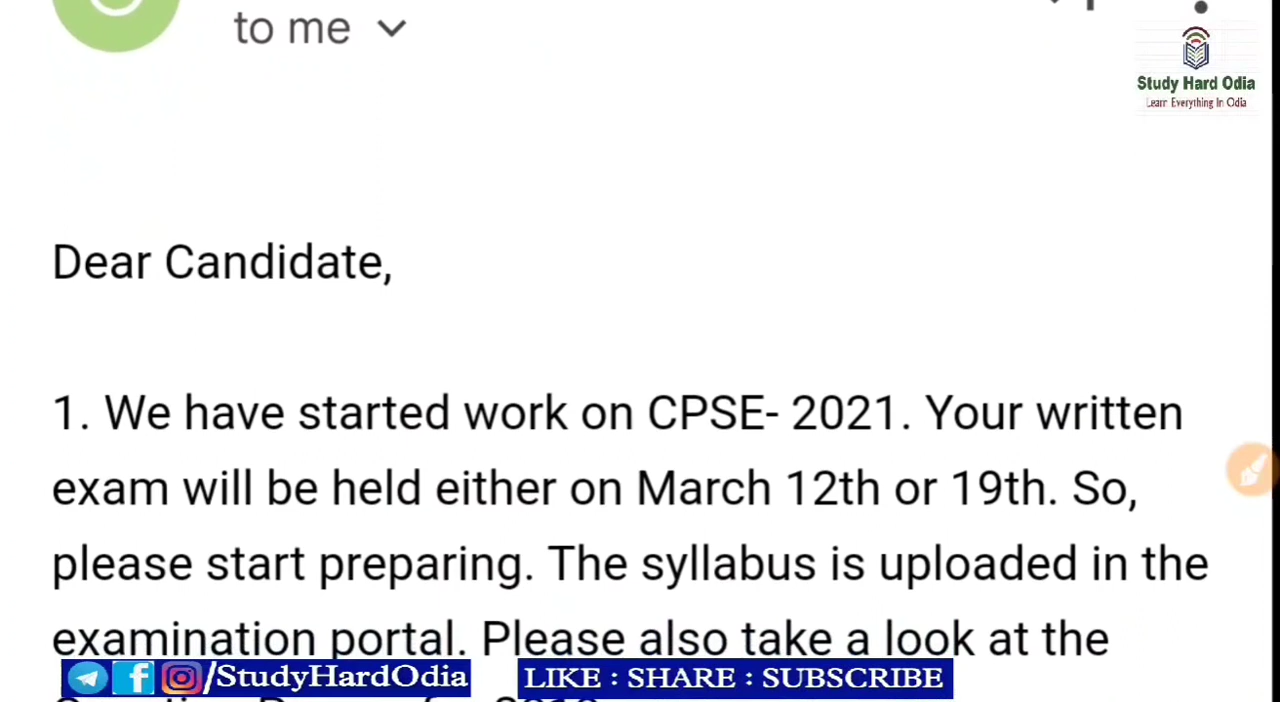 to me
Study Hard Odia
Learn Everything In Odia
Dear Candidate,
1. We have started work on CPSE- 2021. Your written
exam will be held either on March 12th or 19th. So,
please start preparing. The syllabus is uploaded in the
examination portal. Please also take a look at the
/StudyHardOdia
LIKE : SHARE : SUBSCRIBE